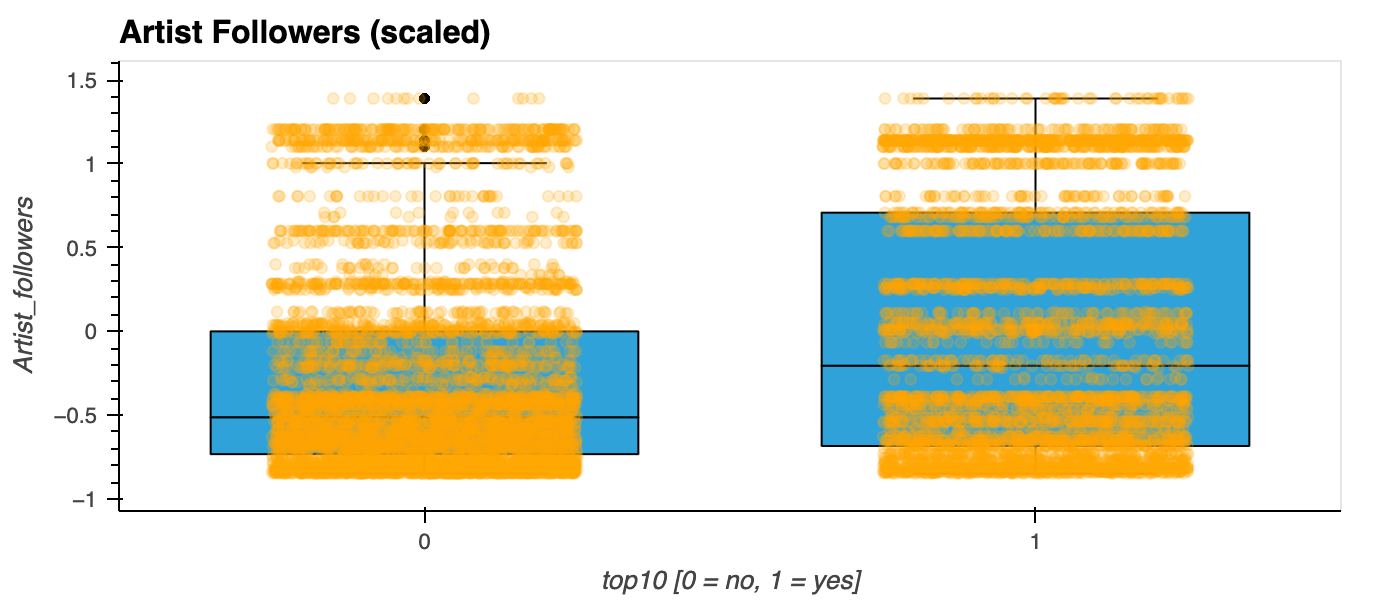 Artist Followers (scaled)
1.5
1
0.5
0
−0.5
−1
Artist_followers
0
1
top10 [0 = no, 1 = yes]